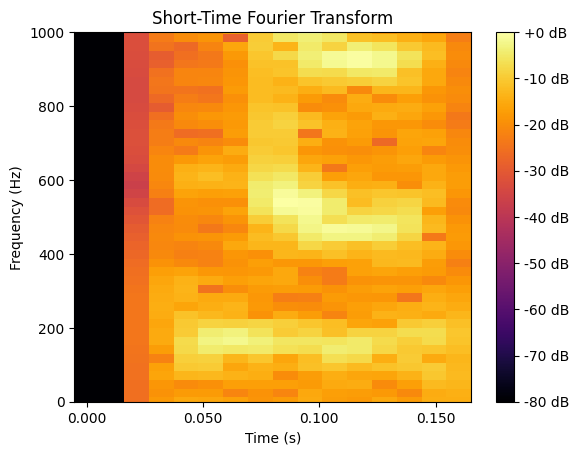 Short-Time Fourier Transform
1000
800
600
400
200
0
Frequency (Hz)
0.000
0.050
0.100
0.150
Time (s)
+0 dB
-10 dB
-20 dB
-30 dB
-40 dB
-50 dB
-60 dB
-70 dB
-80 dB